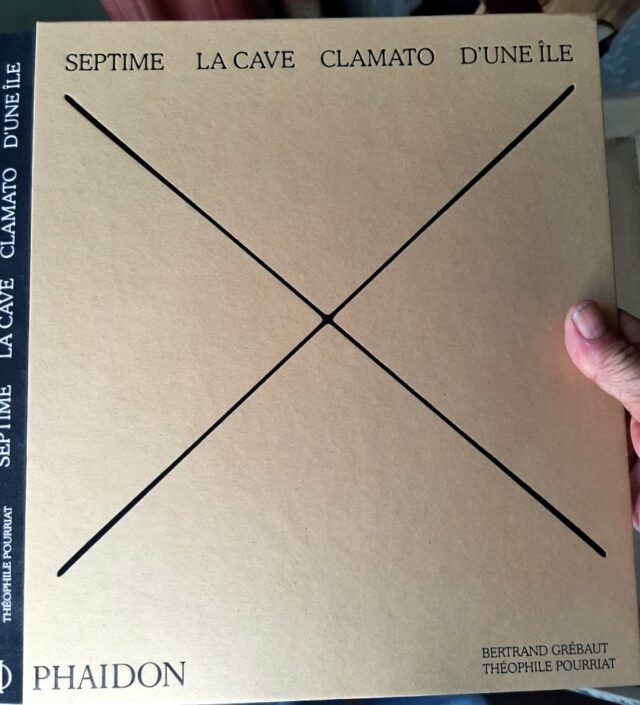 SEPTIME LA CAVE CLAMATO D'UNE ÎLE
PHAIDON
BERTRAND GRÉBAUT
THÉOPHILE POURRIAT
THÉOPHILE POURRIAT SEPTIME LA CAVE CLAMATO D'UNE ÎLE